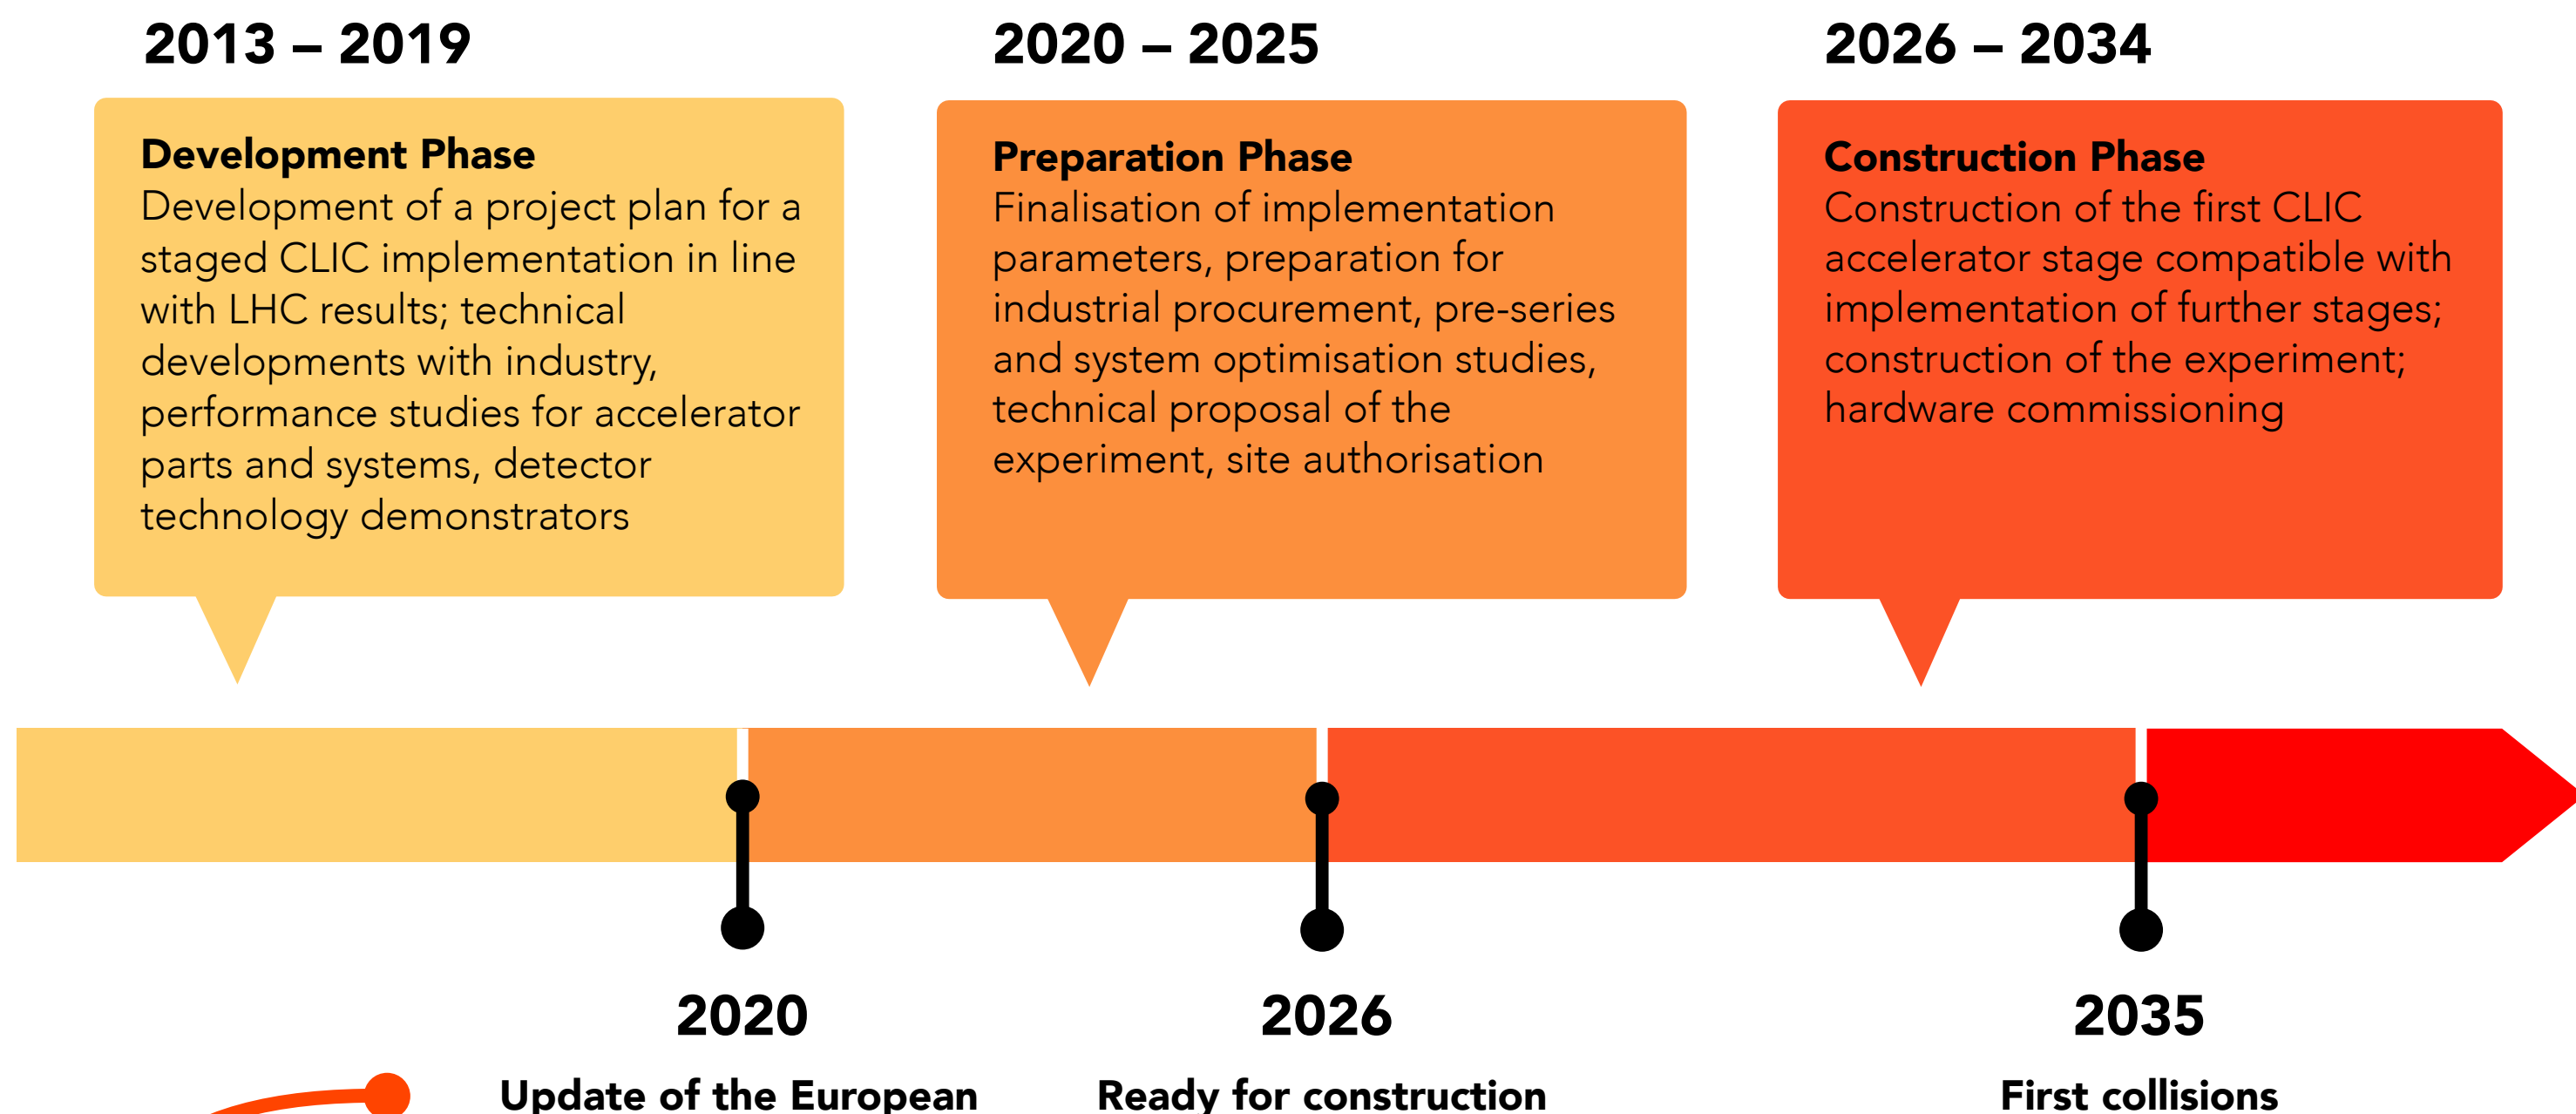 2013 – 2019
Development Phase
Development of a project plan for a
staged CLIC implementation in line
with LHC results; technical
developments with industry,
performance studies for accelerator
parts and systems, detector
technology demonstrators
2020 – 2025
Preparation Phase
Finalisation of implementation
parameters, preparation for
industrial procurement, pre-series
and system optimisation studies,
technical proposal of the
experiment, site authorisation
2026 – 2034
Construction Phase
Construction of the first CLIC
accelerator stage compatible with
implementation of further stages;
construction of the experiment;
hardware commissioning
2020
Update of the European
2026
Ready for construction
2035
First collisions